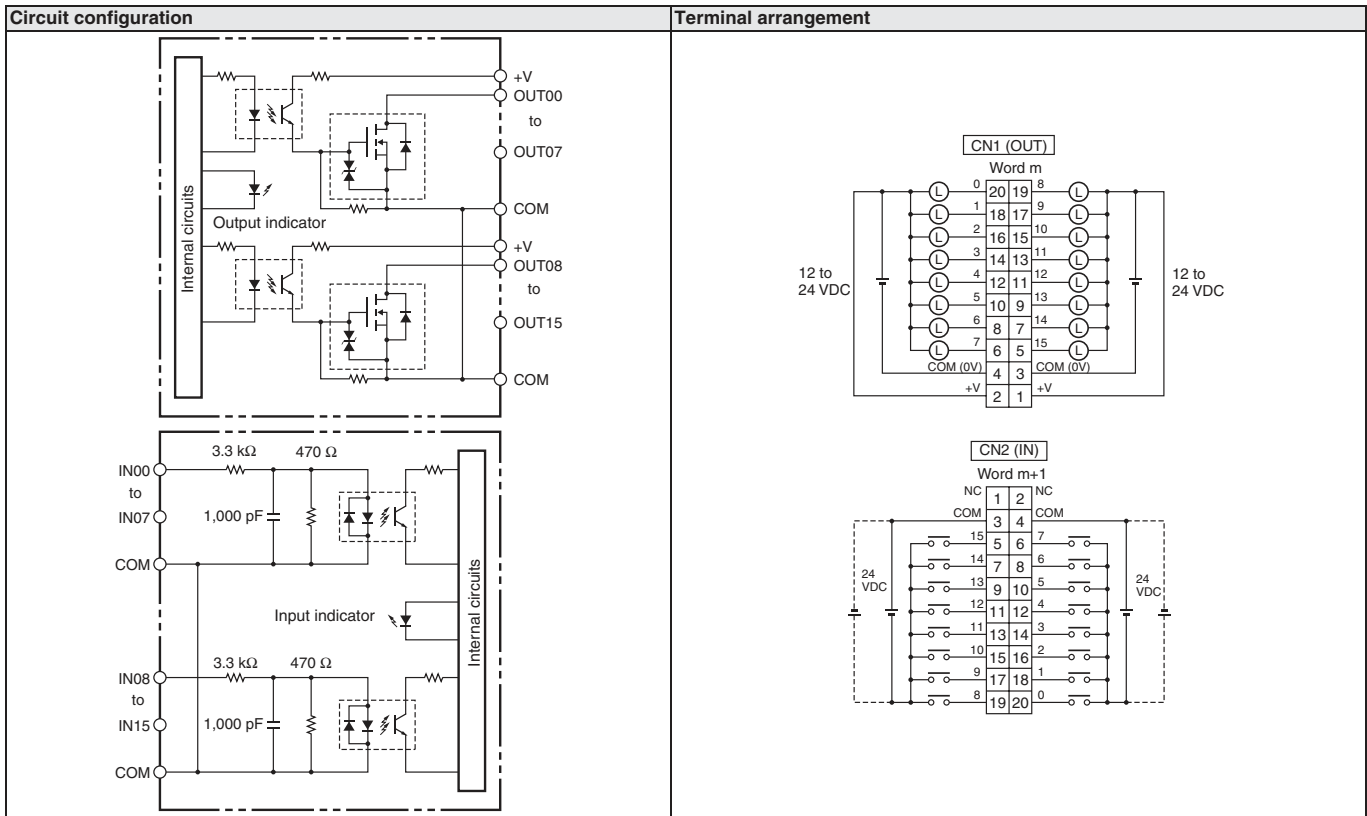 Circuit configuration
Terminal arrangement
+V
OUT00
to
OUT07
COM
+V
OUT08
to
OUT15
COM
Internal circuits
Output indicator
3.3 kΩ 470 Ω
IN00
to
IN07
1,000 pF
COM
Input indicator
Internal circuits
3.3 kΩ 470 Ω
IN08
to
IN15
1,000 pF
COM
CN1 (OUT)
Word m
12 to
24 VDC
12 to
24 VDC
L 0 20 19 8 L
L 1 18 17 9 L
L 2 16 15 10 L
L 3 14 13 11 L
L 4 12 11 12 L
L 5 10 9 13 L
L 6 8 7 14 L
L 7 6 5 15 L
COM (0V) 4 3 COM (0V)
+V 2 1 +V
CN2 (IN)
Word m+1
NC 1 2 NC
COM 3 4 COM
15 5 6 7
14 7 8 6
13 9 10 5
12 11 12 4
11 13 14 3
10 15 16 2
9 17 18 1
8 19 20 0
24
VDC
24
VDC